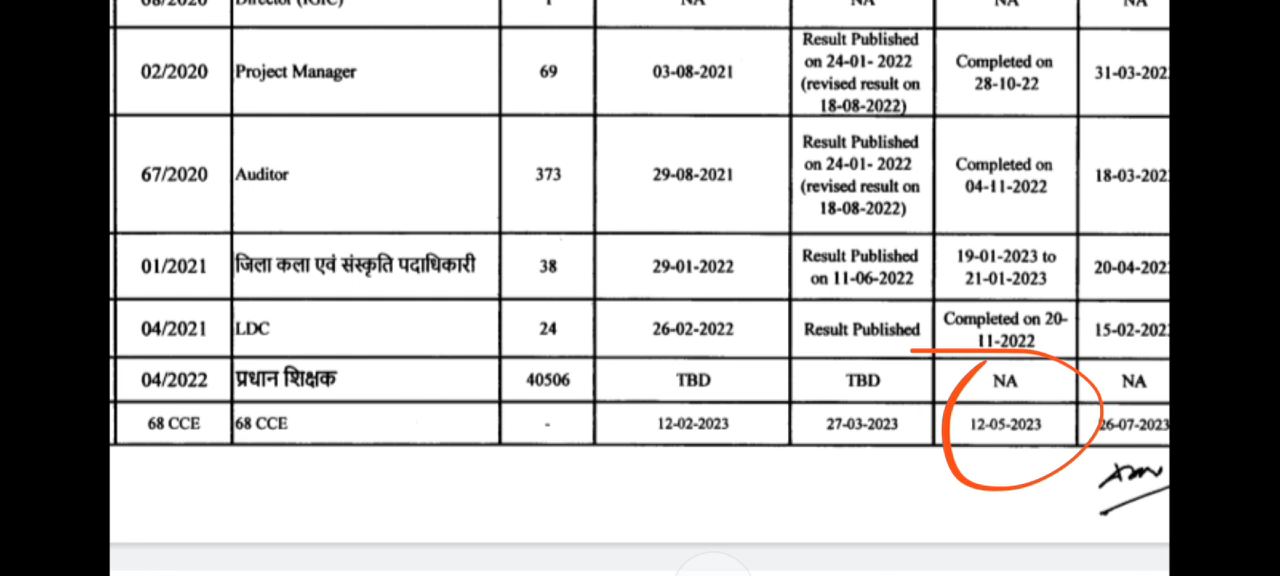 02/2020 Project Manager 69 03-08-2021 Result Published on 24-01- 2022 (revised result on 18-08-2022) Completed on 28-10-22
67/2020 Auditor 373 29-08-2021 Result Published on 24-01- 2022 (revised result on 18-08-2022) Completed on 04-11-2022
01/2021 जिला कला एवं संस्कृति पदाधिकारी 38 29-01-2022 Result Published on 11-06-2022 19-01-2023 to 21-01-2023
04/2021 LDC 24 26-02-2022 Result Published Completed on 20-11-2022
04/2022 प्रधान शिक्षक 40506 TBD TBD NA NA
68 CCE 68 CCE - 12-02-2023 27-03-2023 12-05-2023 26-07-2023